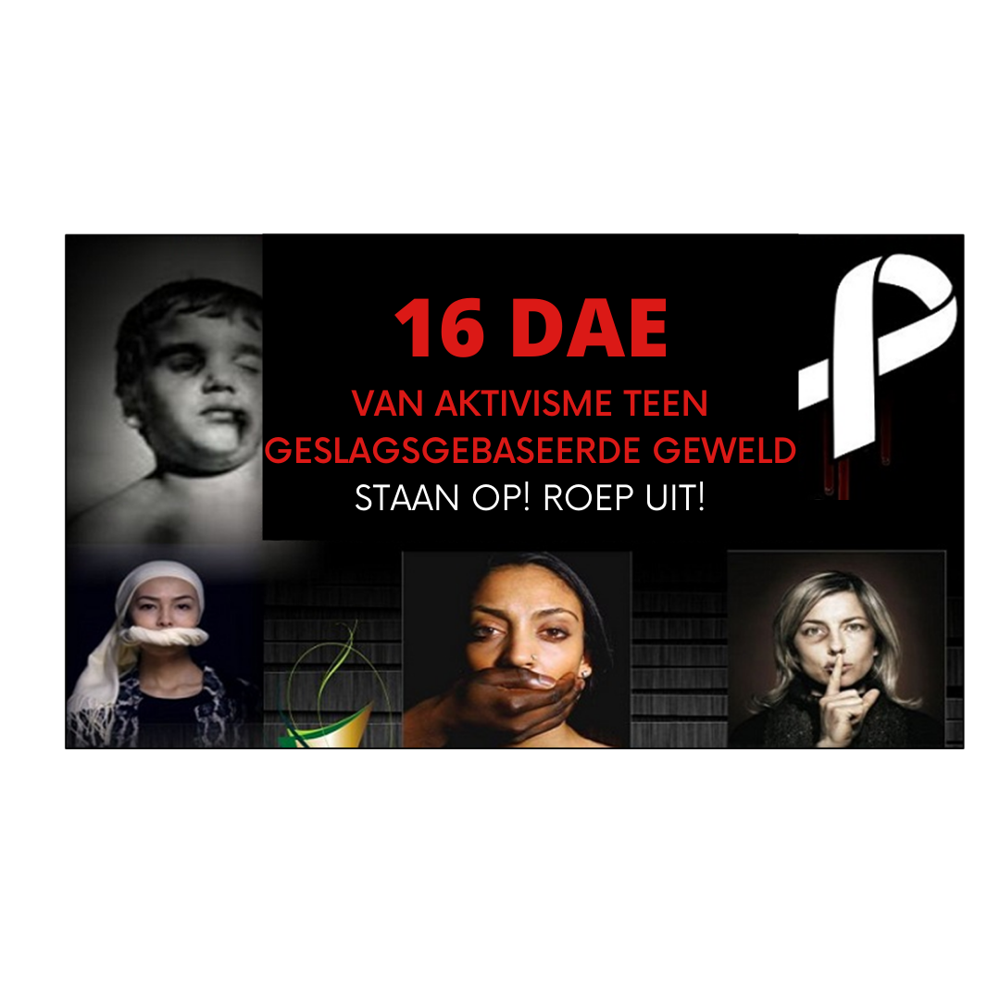 16 DAE
VAN AKTIVISME TEEN
GESLAGSGEBASEERDE GEWELD
STAAN OP! ROEP UIT!